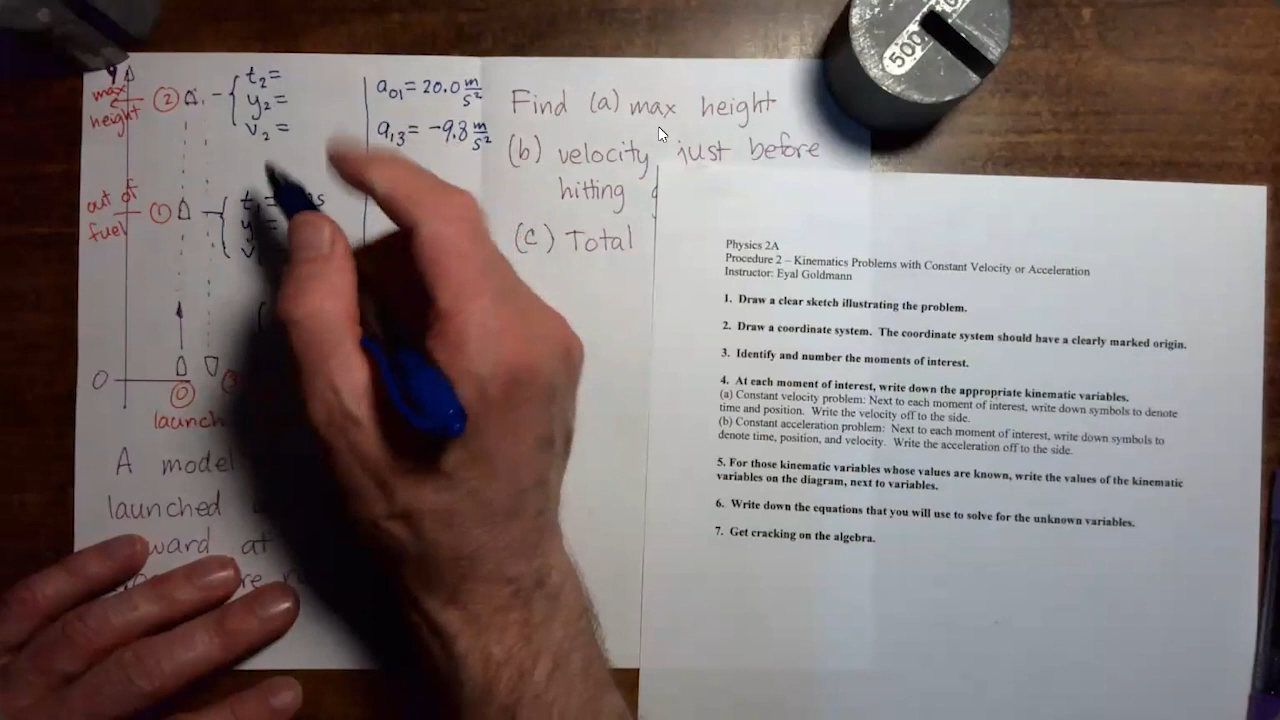 y
max
height
②
t₂=
y₂=
v₂=
out of
fuel
①
t₁=
0
⓪
launch
A model
launched
ward at
a₀₁ = 20.0 m/s²
a₁₃ = -9.8 m/s²
Find (a) max height
(b) velocity just before
hitting
(c) Total
500
Physics 2A
Procedure 2 – Kinematics Problems with Constant Velocity or Acceleration
Instructor: Eyal Goldmann
1. Draw a clear sketch illustrating the problem.
2. Draw a coordinate system. The coordinate system should have a clearly marked origin.
3. Identify and number the moments of interest.
4. At each moment of interest, write down the appropriate kinematic variables.
(a) Constant velocity problem: Next to each moment of interest, write down symbols to denote
time and position. Write the velocity off to the side.
(b) Constant acceleration problem: Next to each moment of interest, write down symbols to
denote time, position, and velocity. Write the acceleration off to the side.
5. For those kinematic variables whose values are known, write the values of the kinematic
variables on the diagram, next to variables.
6. Write down the equations that you will use to solve for the unknown variables.
7. Get cracking on the algebra.